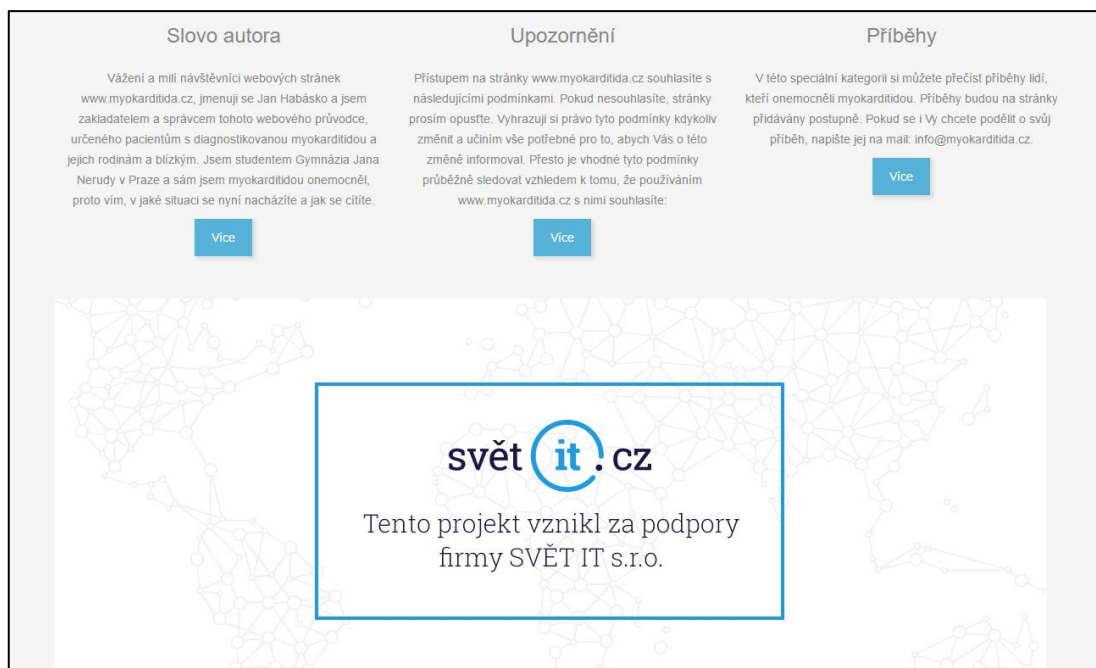 Slovo autora
Vážení a milí návštěvníci webových stránek
www.myokarditida.cz, jmenuji se Jan Habásko a jsem
zakladatelem a správcem tohoto webového průvodce,
určeného pacientům s diagnostikovanou myokarditidou a
jejich rodinám a blízkým. Jsem studentem Gymnázia Jana
Nerudy v Praze a sám jsem myokarditidou onemocněl,
proto vím, v jaké situaci se nyní nacházíte a jak se cítíte.
Více
Upozornění
Přístupem na stránky www.myokarditida.cz souhlasíte s
následujícími podmínkami. Pokud nesouhlasíte, stránky
prosím opusťte. Vyhrazuji si právo tyto podmínky kdykoliv
změnit a učiním vše potřebné pro to, abych Vás o této
změně informoval. Přesto je vhodné tyto podmínky
průběžně sledovat vzhledem k tomu, že používáním
www.myokarditida.cz s nimi souhlasíte:
Více
Příběhy
V této speciální kategorii si můžete přečíst příběhy lidí,
kteří onemocněli myokarditidou. Příběhy budou na stránky
přidávány postupně. Pokud se i Vy chcete podělit o svůj
příběh, napište jej na mail: info@myokarditida.cz.
Více
svět it.cz
Tento projekt vznikl za podpory
firmy SVĚT IT s.r.o.